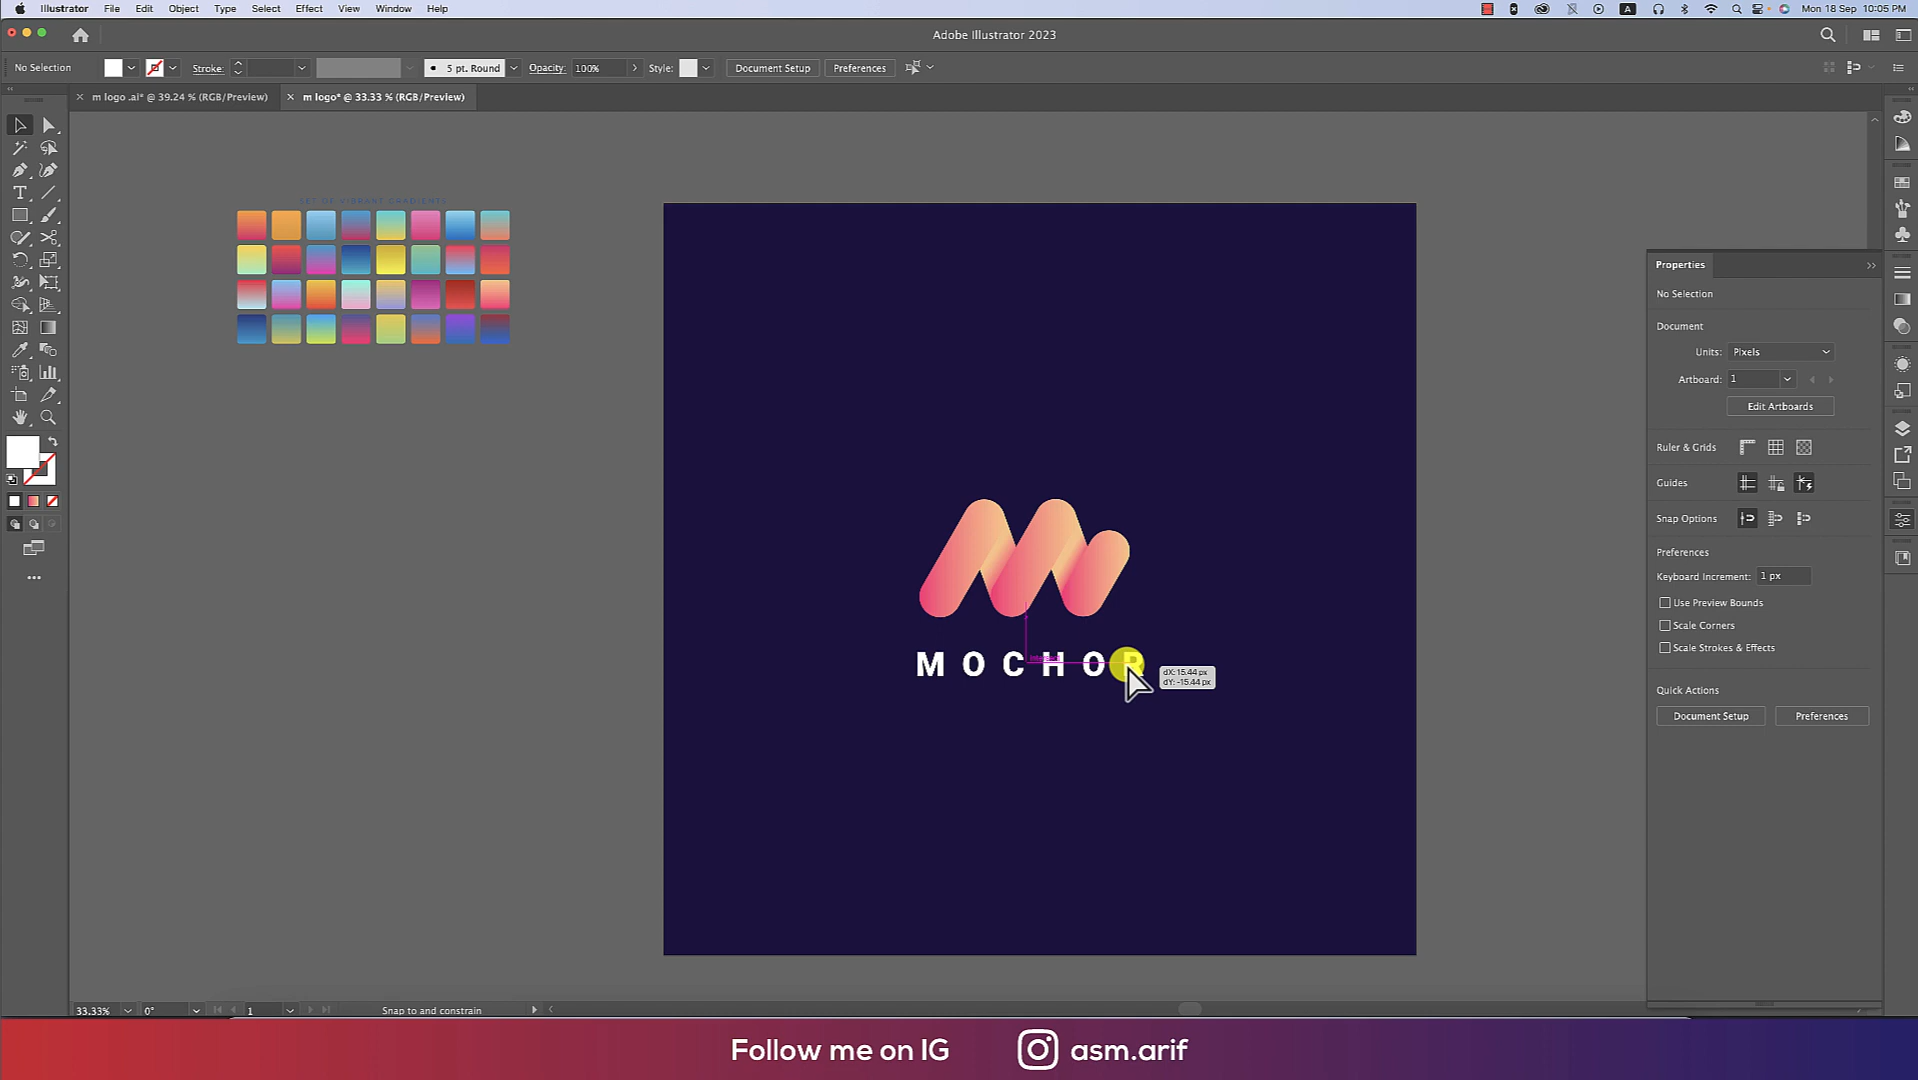 Illustrator File Edit Object Type Select Effect View Window Help
A Mon 18 Sep 10:05 PM
Adobe Illustrator 2023
No Selection Stroke: 5 pt. Round Opacity: 100% Style: Document Setup Preferences
m logo .ai* @ 39.24 % (RGB/Preview) m logo* @ 33.33 % (RGB/Preview)
SET OF VIBRANT GRADIENTS
Properties
No Selection
Document
Units: Pixels
Artboard: 1
Edit Artboards
Ruler & Grids
Guides
Snap Options
Preferences
Keyboard Increment: 1 px
Use Preview Bounds
Scale Corners
Scale Strokes & Effects
Quick Actions
Document Setup Preferences
MOCHOR
dX: 15.44 px
dY: -15.44 px
33.33% 0° 1 Snap to and constrain
Follow me on IG asm.arif